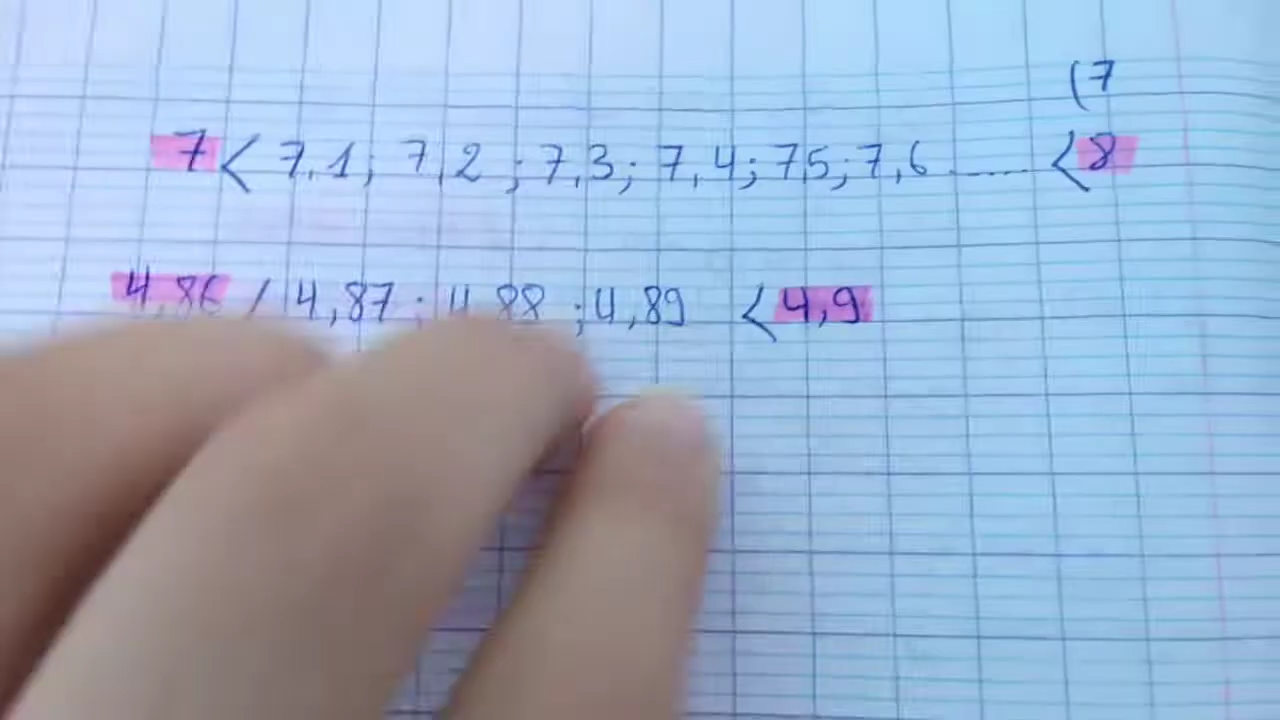 (7
7 < 7,1; 7,2 ; 7,3; 7,4; 7,5; 7,6 ........ < 8
4,86 / 4,87 ; 4,88 ; 4,89 < 4,9